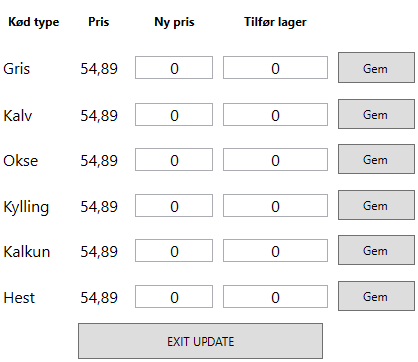 Kød type Pris Ny pris Tilfør lager
Gris 54,89 0 0 Gem
Kalv 54,89 0 0 Gem
Okse 54,89 0 0 Gem
Kylling 54,89 0 0 Gem
Kalkun 54,89 0 0 Gem
Hest 54,89 0 0 Gem
EXIT UPDATE